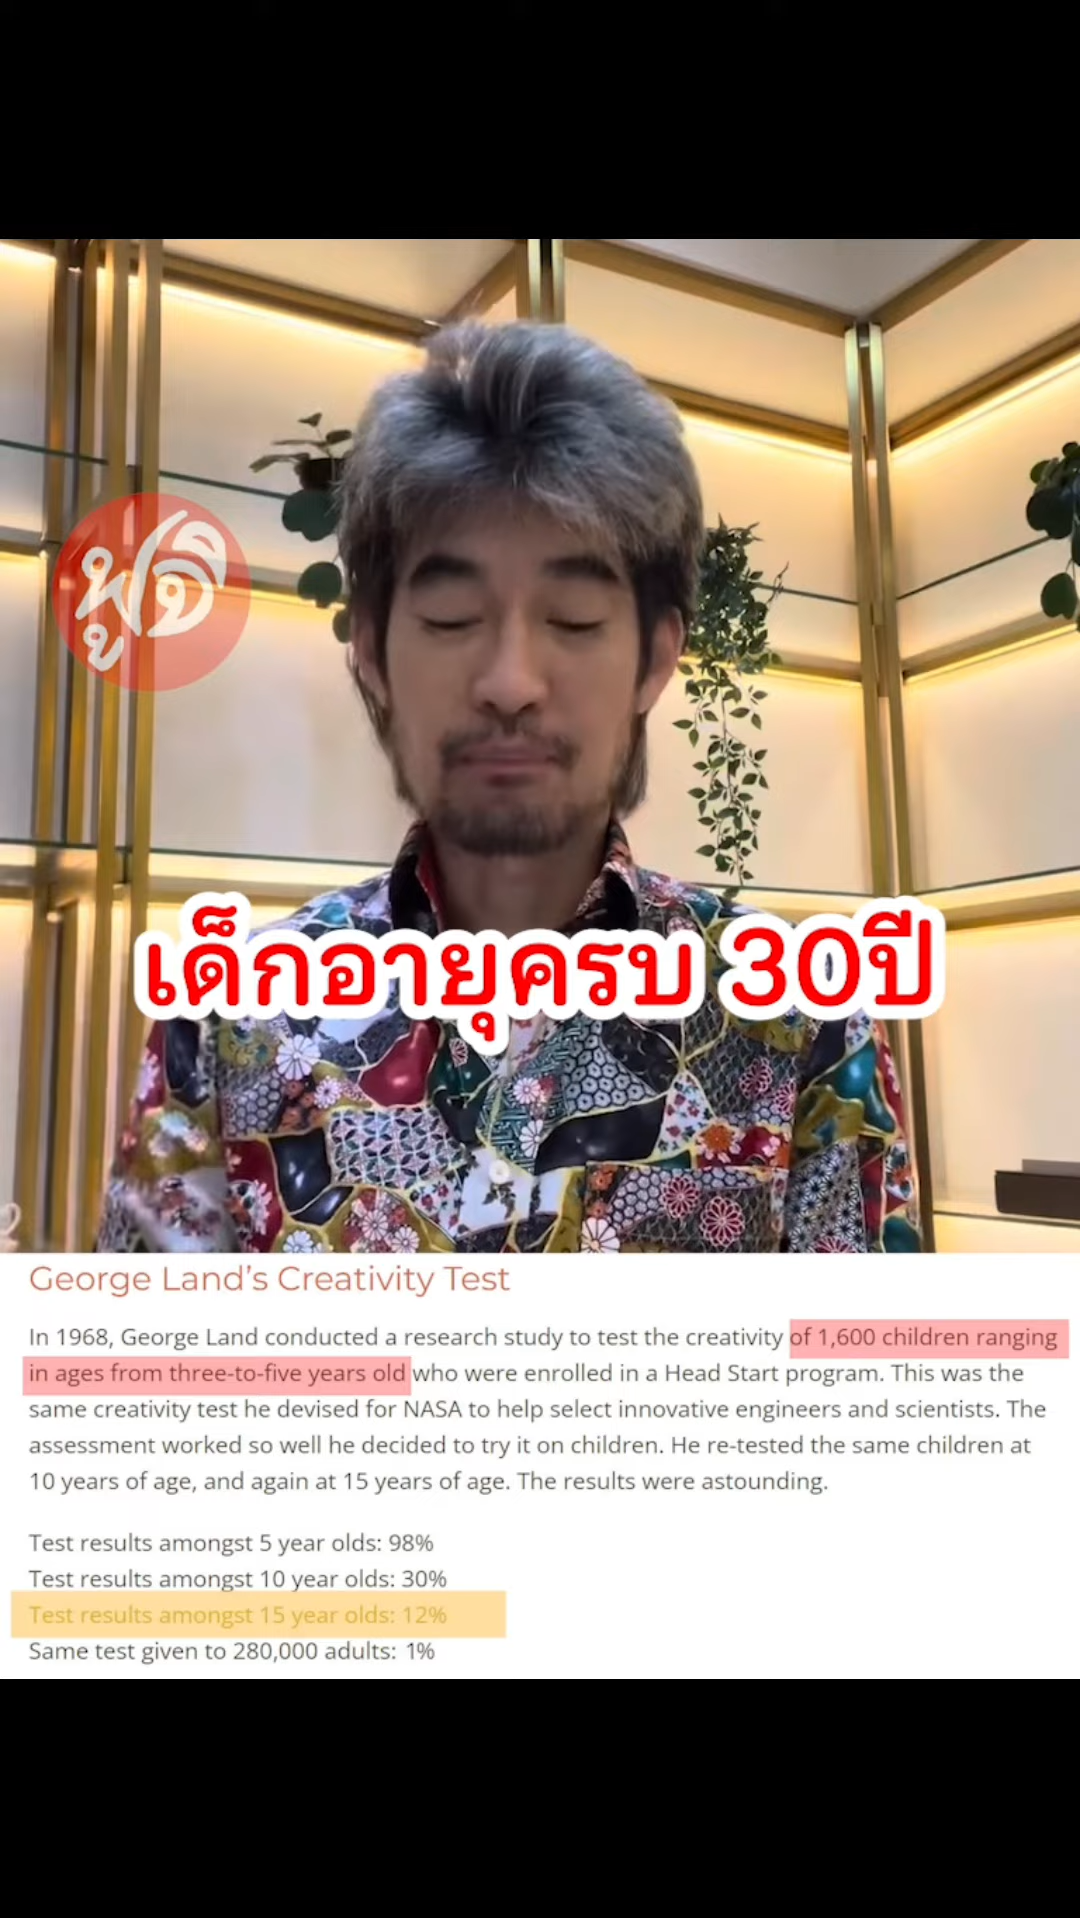 ฟูจิ
เด็กอายุครบ 30ปี
George Land’s Creativity Test
In 1968, George Land conducted a research study to test the creativity of 1,600 children ranging
in ages from three-to-five years old who were enrolled in a Head Start program. This was the
same creativity test he devised for NASA to help select innovative engineers and scientists. The
assessment worked so well he decided to try it on children. He re-tested the same children at
10 years of age, and again at 15 years of age. The results were astounding.
Test results amongst 5 year olds: 98%
Test results amongst 10 year olds: 30%
Test results amongst 15 year olds: 12%
Same test given to 280,000 adults: 1%